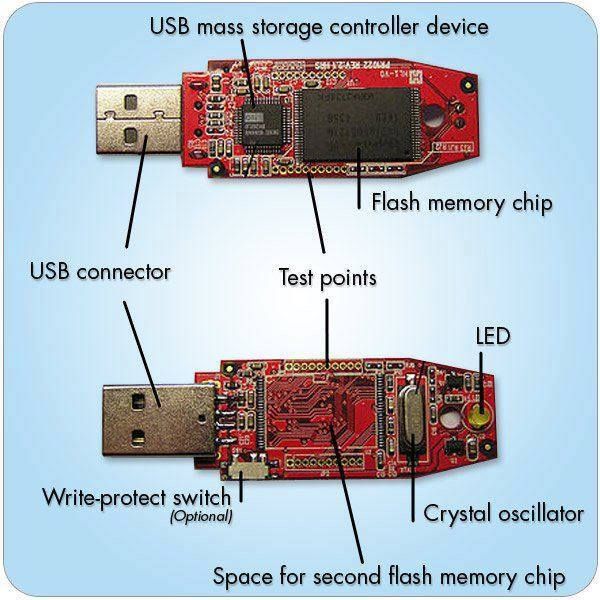 USB mass storage controller device
Flash memory chip
USB connector
Test points
LED
Write-protect switch
(Optional)
Crystal oscillator
Space for second flash memory chip